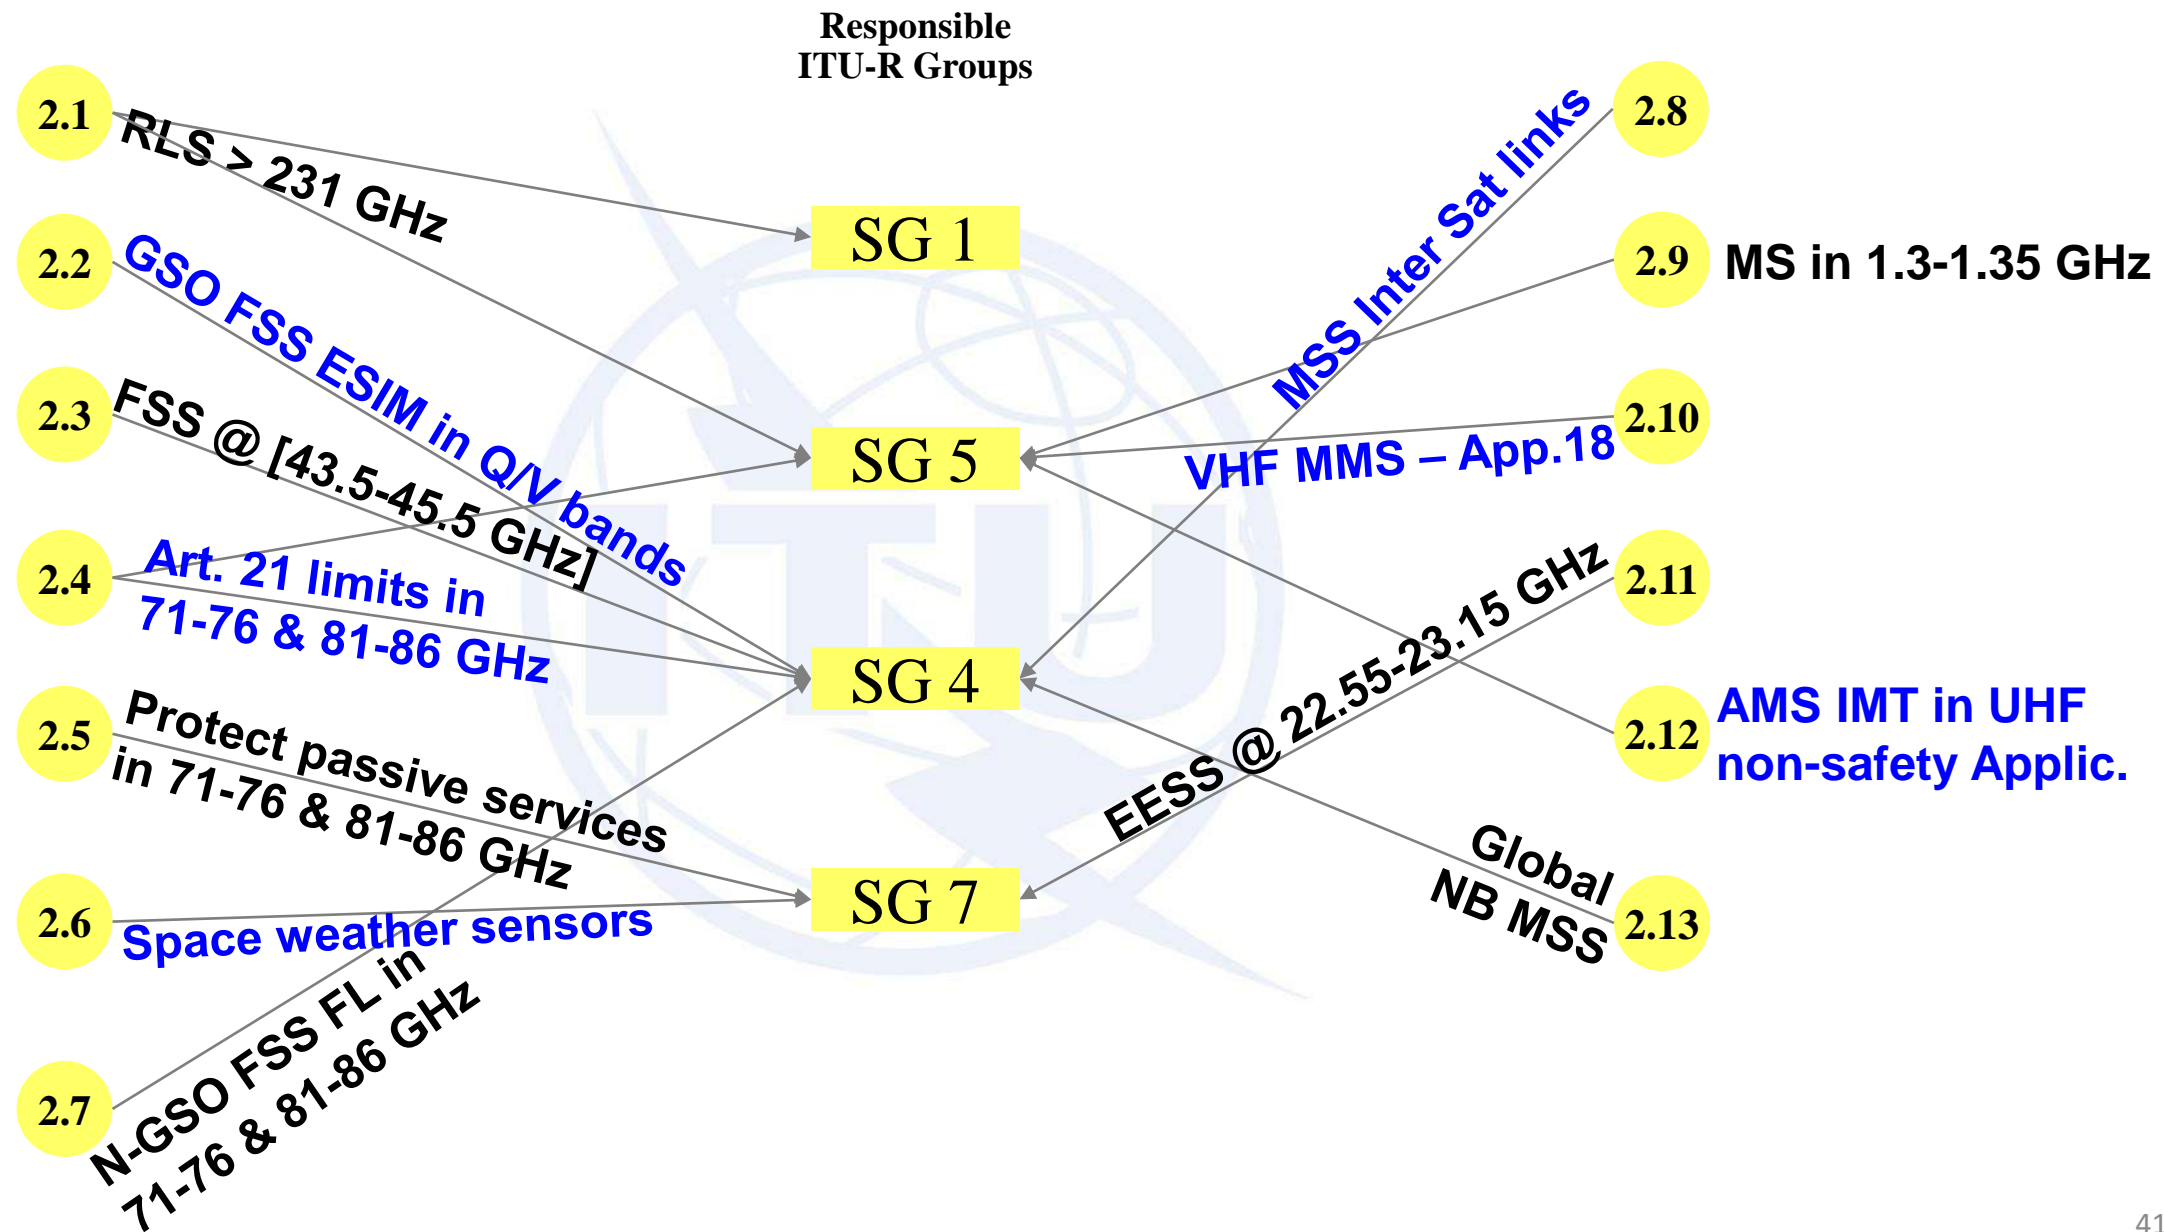 Responsible
ITU-R Groups
2.1
RLS > 231 GHz
2.2
GSO FSS ESIM in Q/V bands
2.3
FSS @ [43.5-45.5 GHz]
2.4
Art. 21 limits in
71-76 & 81-86 GHz
2.5
Protect passive services
in 71-76 & 81-86 GHz
2.6
Space weather sensors
2.7
N-GSO FSS FL in
71-76 & 81-86 GHz
SG 1
SG 5
SG 4
SG 7
ITU
2.8
MSS Inter Sat links
2.9
MS in 1.3-1.35 GHz
2.10
VHF MMS – App.18
2.11
EESS @ 22.55-23.15 GHz
2.12
AMS IMT in UHF
non-safety Applic.
2.13
Global
NB MSS
41